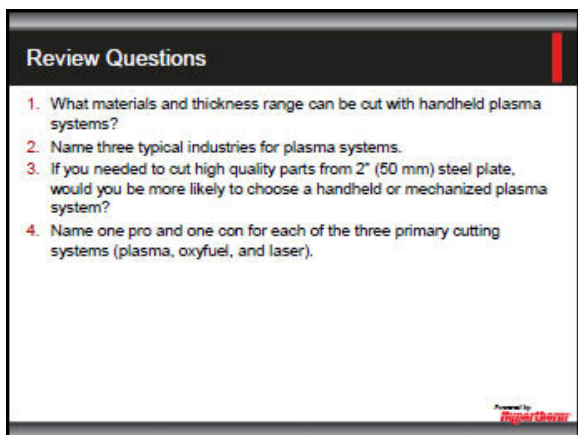 Review Questions
1. What materials and thickness range can be cut with handheld plasma
systems?
2. Name three typical industries for plasma systems.
3. If you needed to cut high quality parts from 2" (50 mm) steel plate,
would you be more likely to choose a handheld or mechanized plasma
system?
4. Name one pro and one con for each of the three primary cutting
systems (plasma, oxyfuel, and laser).
Powered by
Hypertherm